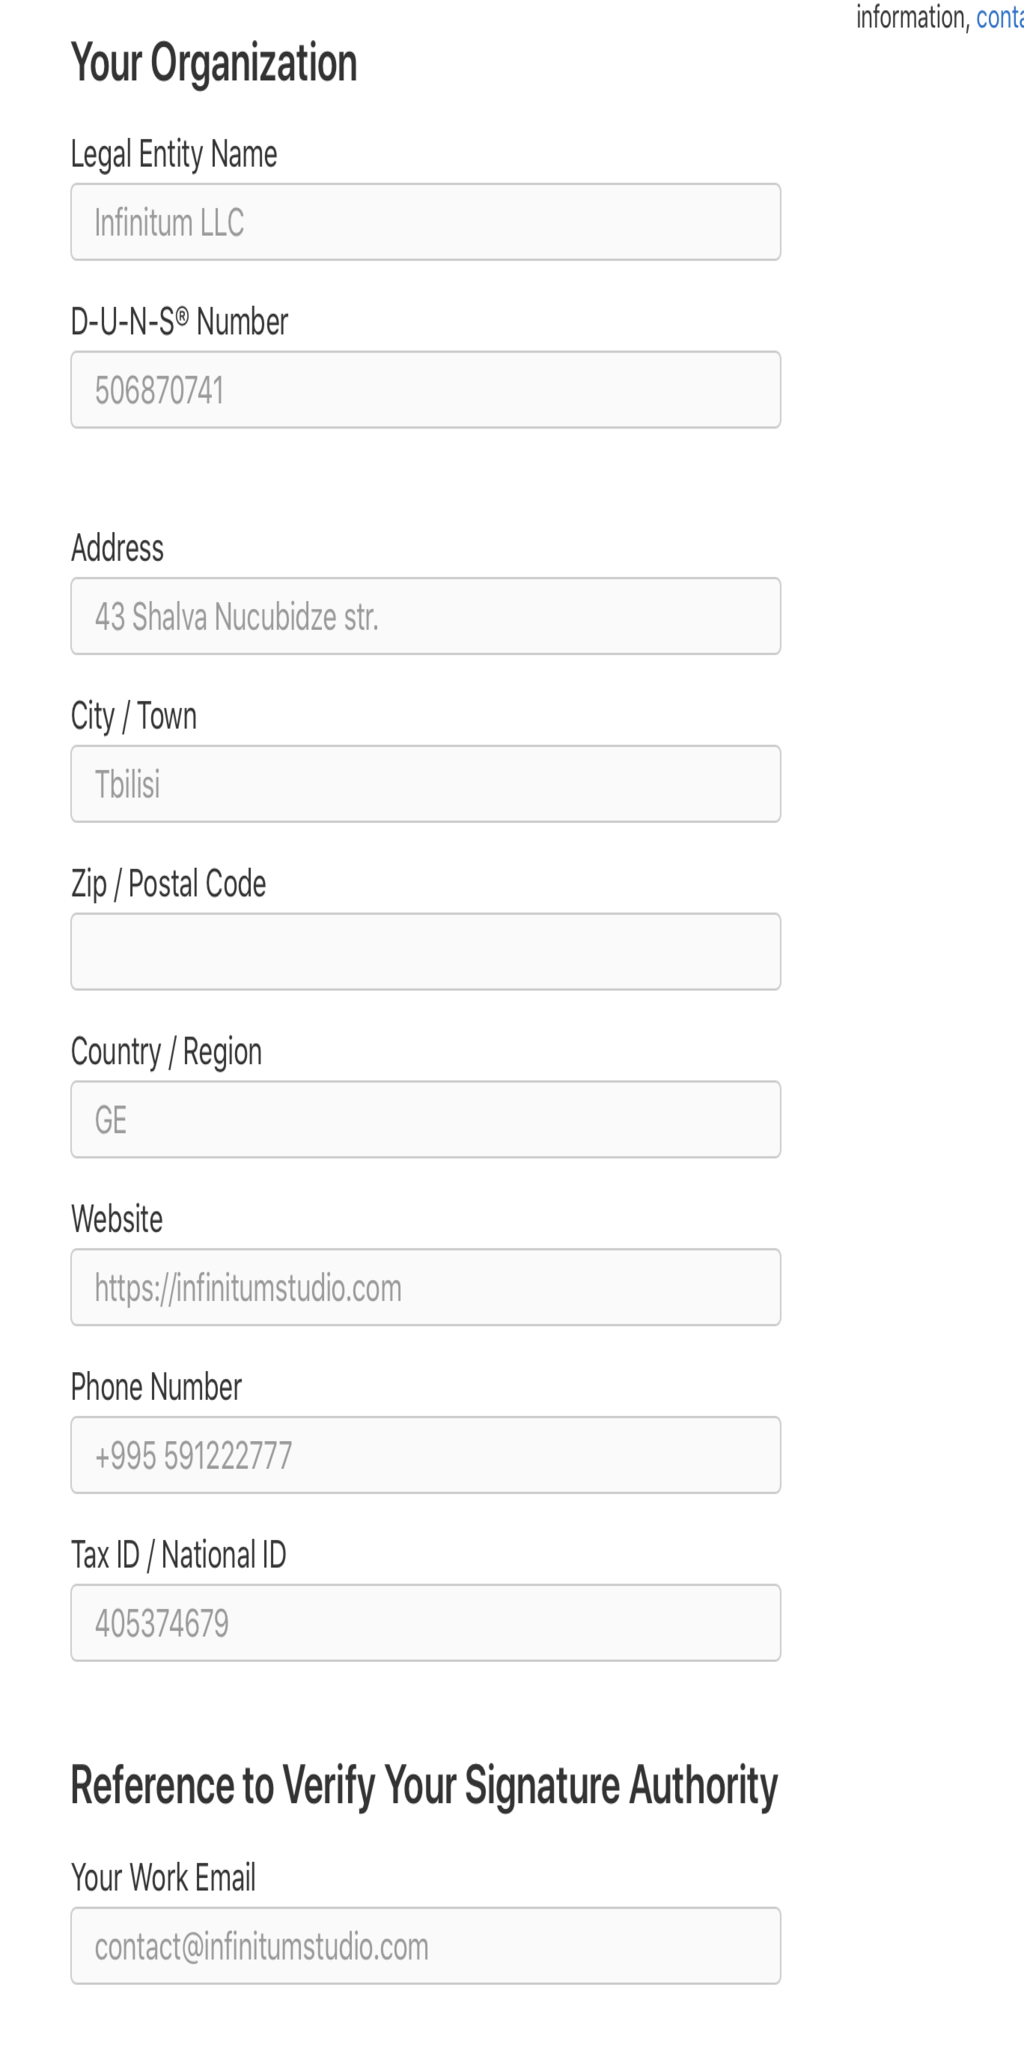 information, conta
Your Organization
Legal Entity Name
Infinitum LLC
D-U-N-S® Number
506870741
Address
43 Shalva Nucubidze str.
City / Town
Tbilisi
Zip / Postal Code
Country / Region
GE
Website
https://infinitumstudio.com
Phone Number
+995 591222777
Tax ID / National ID
405374679
Reference to Verify Your Signature Authority
Your Work Email
contact@infinitumstudio.com